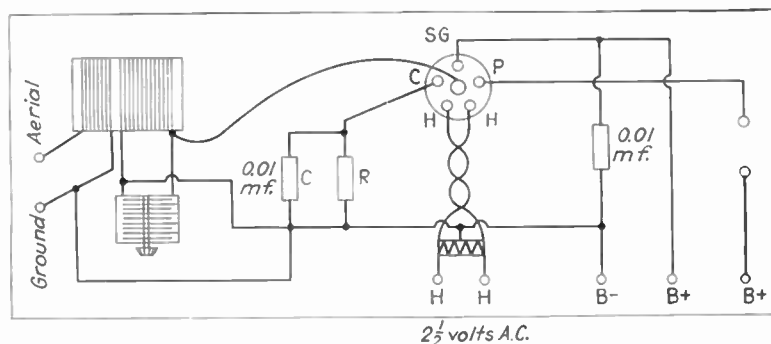 SG
C
P
H
H
Aerial
Ground
0.01
mf.
C
R
0.01
mf.
H
H
B-
B+
B+
2½ volts A.C.